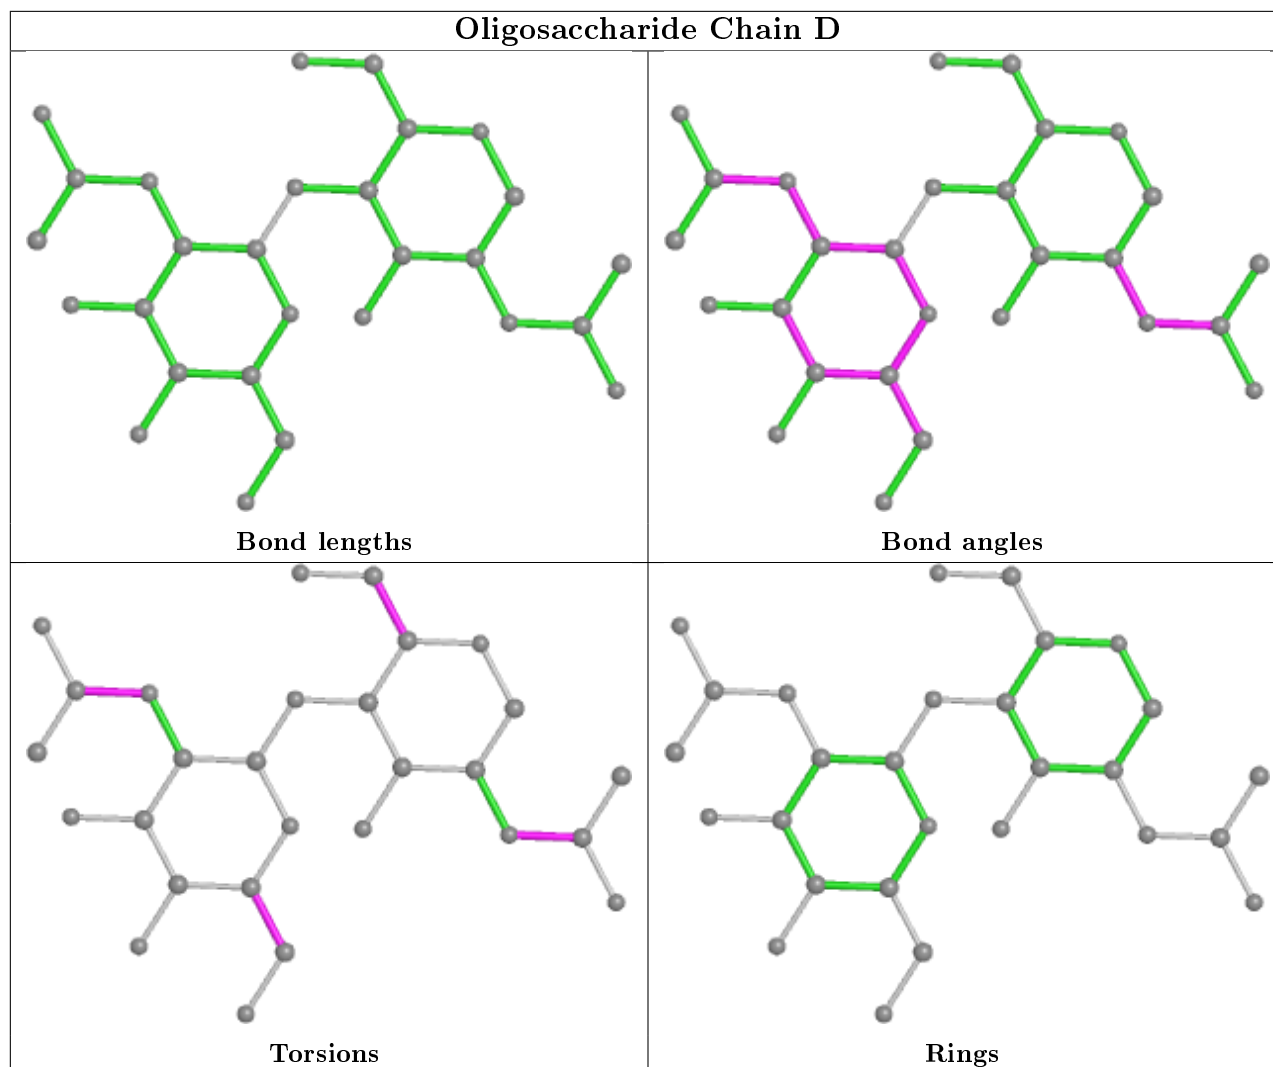 Oligosaccharide Chain D
Bond lengths
Bond angles
Torsions
Rings